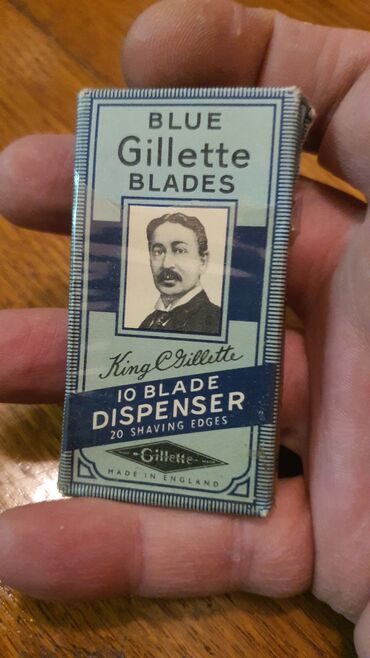 BLUE
Gillette
BLADES
King C Gillette
10 BLADE
DISPENSER
20 SHAVING EDGES
Gillette
MADE IN ENGLAND